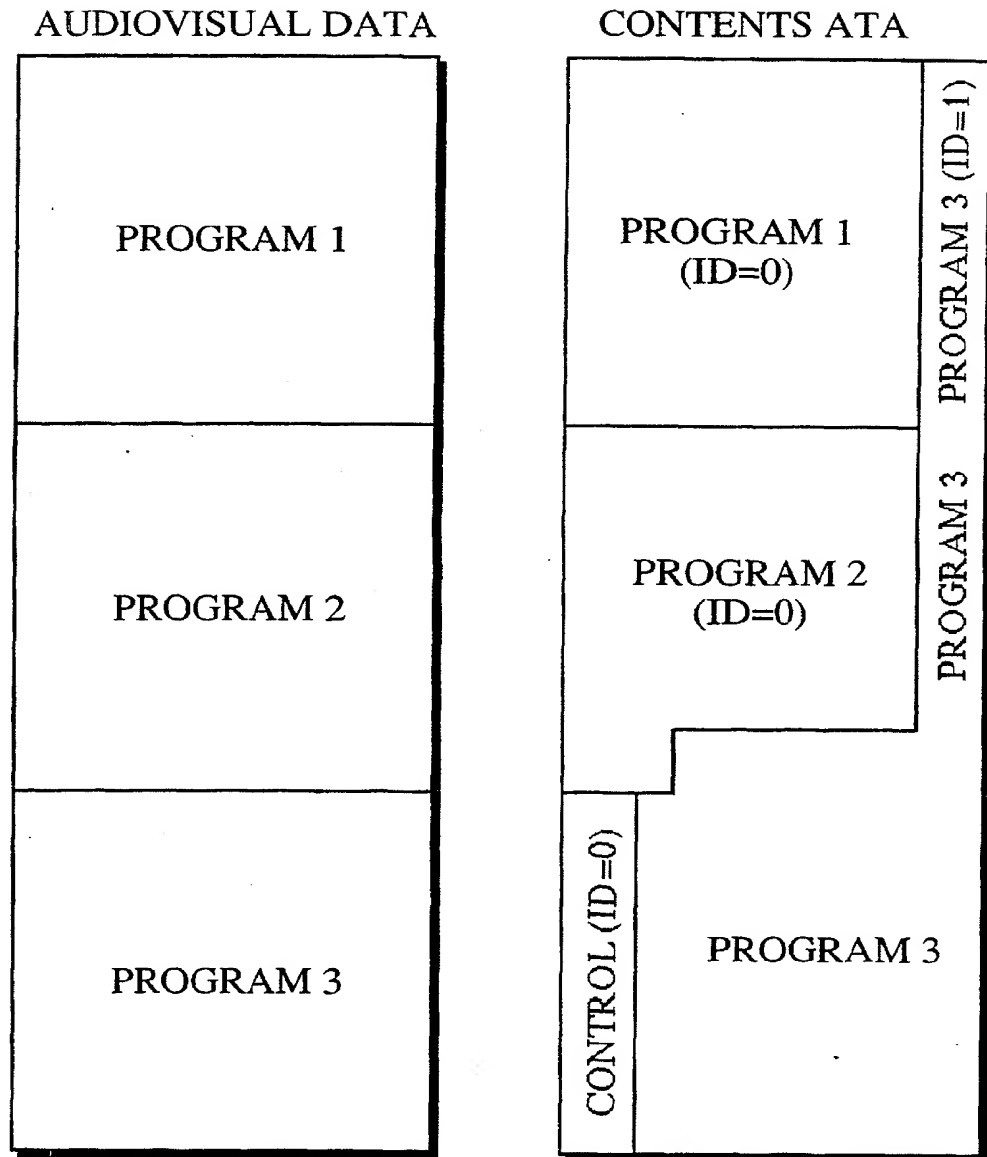 AUDIOVISUAL DATA
PROGRAM 1
PROGRAM 2
PROGRAM 3
CONTENTS ATA
PROGRAM 1
(ID=0)
PROGRAM 3 (ID=1)
PROGRAM 2
(ID=0)
PROGRAM 3
CONTROL (ID=0)
PROGRAM 3